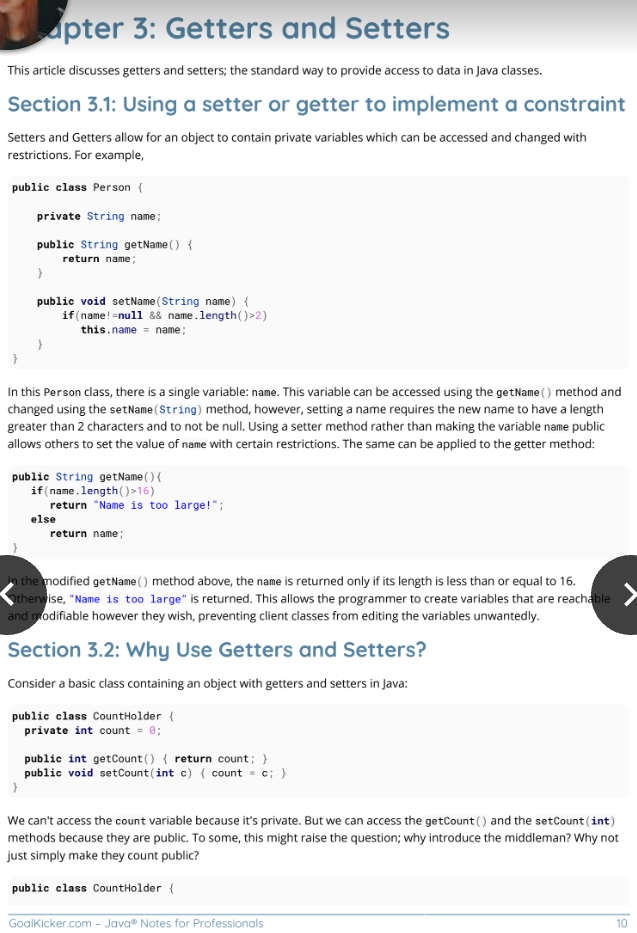 apter 3: Getters and Setters
This article discusses getters and setters; the standard way to provide access to data in Java classes.
Section 3.1: Using a setter or getter to implement a constraint
Setters and Getters allow for an object to contain private variables which can be accessed and changed with
restrictions. For example,
public class Person {
private String name;
public String getName() {
return name;
}
public void setName(String name) {
if(name!=null && name.length()>2)
this.name = name;
}
}
In this Person class, there is a single variable: name. This variable can be accessed using the getName() method and
changed using the setName(String) method, however, setting a name requires the new name to have a length
greater than 2 characters and to not be null. Using a setter method rather than making the variable name public
allows others to set the value of name with certain restrictions. The same can be applied to the getter method:
public String getName(){
if(name.length()>16)
return "Name is too large!";
else
return name;
}
In the modified getName() method above, the name is returned only if its length is less than or equal to 16.
Otherwise, "Name is too large" is returned. This allows the programmer to create variables that are reachable
and modifiable however they wish, preventing client classes from editing the variables unwantedly.
Section 3.2: Why Use Getters and Setters?
Consider a basic class containing an object with getters and setters in Java:
public class CountHolder {
private int count = 0;
public int getCount() { return count; }
public void setCount(int c) { count = c; }
}
We can't access the count variable because it's private. But we can access the getCount() and the setCount(int)
methods because they are public. To some, this might raise the question; why introduce the middleman? Why not
just simply make they count public?
public class CountHolder {
GoalKicker.com – Java® Notes for Professionals
10